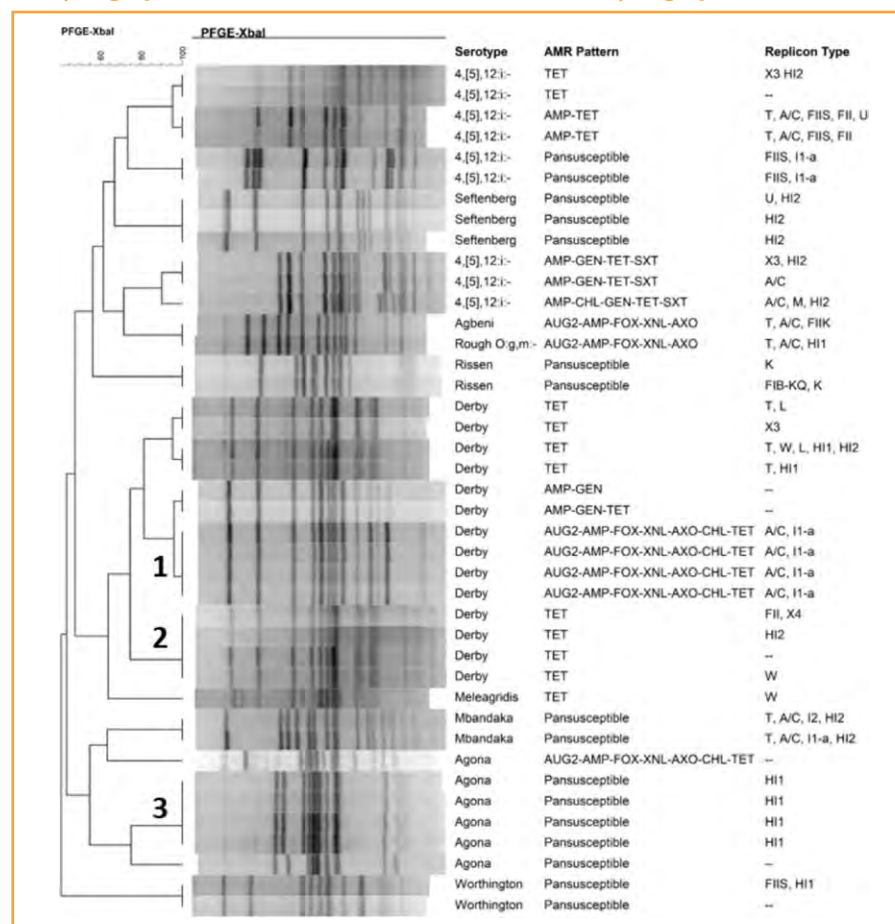 PFGE-XbaI PFGE-XbaI
60 80 100
Serotype AMR Pattern Replicon Type
4,[5],12:i:- TET X3 HI2
4,[5],12:i:- TET --
4,[5],12:i:- AMP-TET T, A/C, FIIS, FII, U
4,[5],12:i:- AMP-TET T, A/C, FIIS, FII
4,[5],12:i:- Pansusceptible FIIS, I1-a
4,[5],12:i:- Pansusceptible FIIS, I1-a
Seftenberg Pansusceptible U, HI2
Seftenberg Pansusceptible HI2
Seftenberg Pansusceptible HI2
4,[5],12:i:- AMP-GEN-TET-SXT X3, HI2
4,[5],12:i:- AMP-GEN-TET-SXT A/C
4,[5],12:i:- AMP-CHL-GEN-TET-SXT A/C, M, HI2
Agbeni AUG2-AMP-FOX-XNL-AXO T, A/C, FIIK
Rough O:g,m:- AUG2-AMP-FOX-XNL-AXO T, A/C, HI1
Rissen Pansusceptible K
Rissen Pansusceptible FIB-KQ, K
Derby TET T, L
Derby TET X3
Derby TET T, W, L, HI1, HI2
Derby TET T, HI1
Derby AMP-GEN --
Derby AMP-GEN-TET --
Derby AUG2-AMP-FOX-XNL-AXO-CHL-TET A/C, I1-a
Derby AUG2-AMP-FOX-XNL-AXO-CHL-TET A/C, I1-a
1 Derby AUG2-AMP-FOX-XNL-AXO-CHL-TET A/C, I1-a
Derby AUG2-AMP-FOX-XNL-AXO-CHL-TET A/C, I1-a
Derby TET FII, X4
2 Derby TET HI2
Derby TET --
Derby TET W
Meleagridis TET W
Mbandaka Pansusceptible T, A/C, I2, HI2
Mbandaka Pansusceptible T, A/C, I1-a, HI2
Agona AUG2-AMP-FOX-XNL-AXO-CHL-TET --
Agona Pansusceptible HI1
3 Agona Pansusceptible HI1
Agona Pansusceptible HI1
Agona Pansusceptible HI1
Agona Pansusceptible --
Worthington Pansusceptible FIIS, HI1
Worthington Pansusceptible --